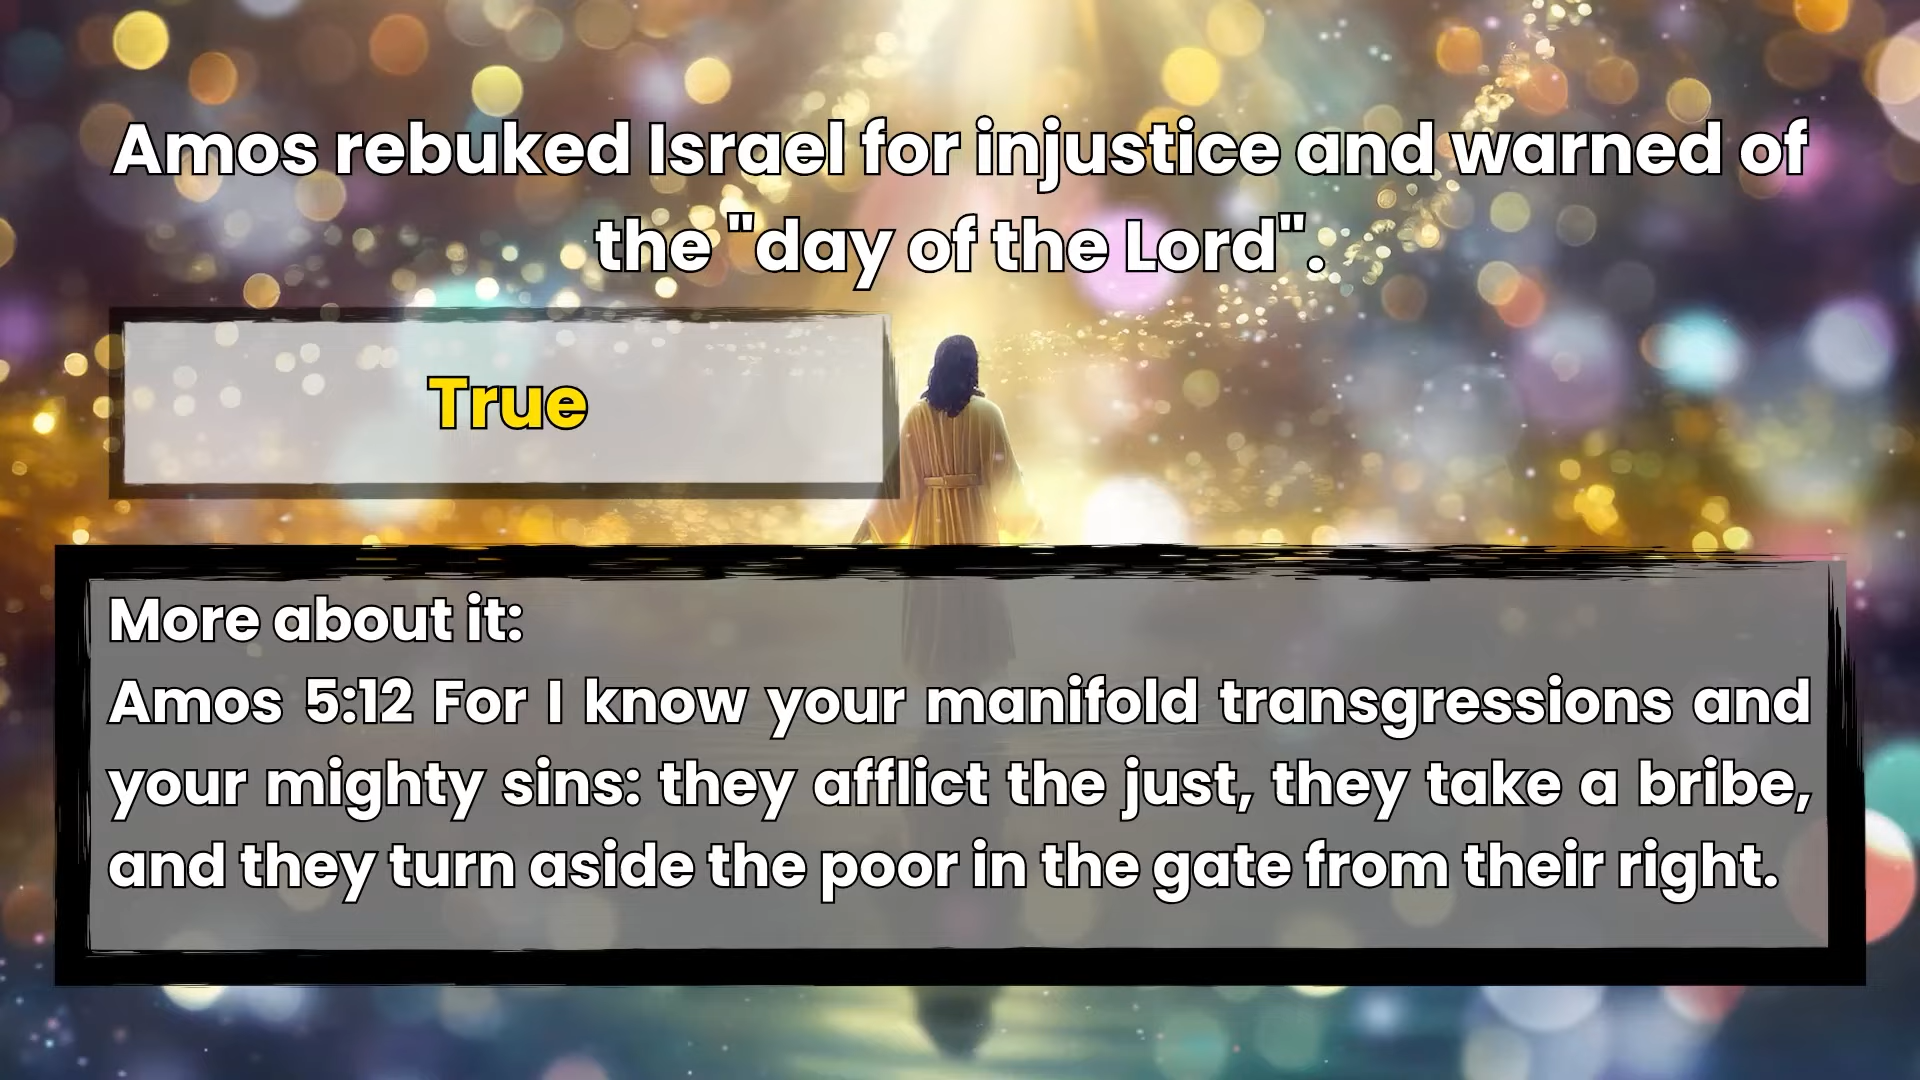 Amos rebuked Israel for injustice and warned of
the "day of the Lord".
True
More about it:
Amos 5:12 For I know your manifold transgressions and
your mighty sins: they afflict the just, they take a bribe,
and they turn aside the poor in the gate from their right.